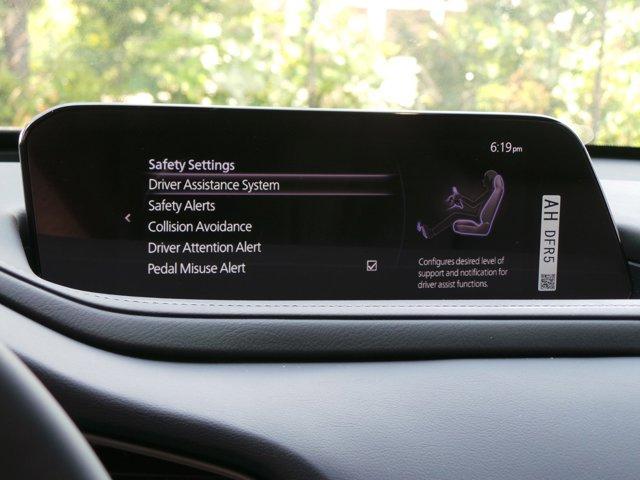 6:19pm
Safety Settings
Driver Assistance System
Safety Alerts
Collision Avoidance
Driver Attention Alert
Pedal Misuse Alert
Configures desired level of
support and notification for
driver assist functions.
AH DFR5